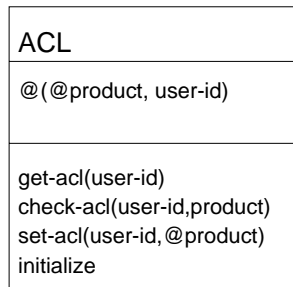 ACL
@(@product, user-id)
get-acl(user-id)
check-acl(user-id,product)
set-acl(user-id,@product)
initialize